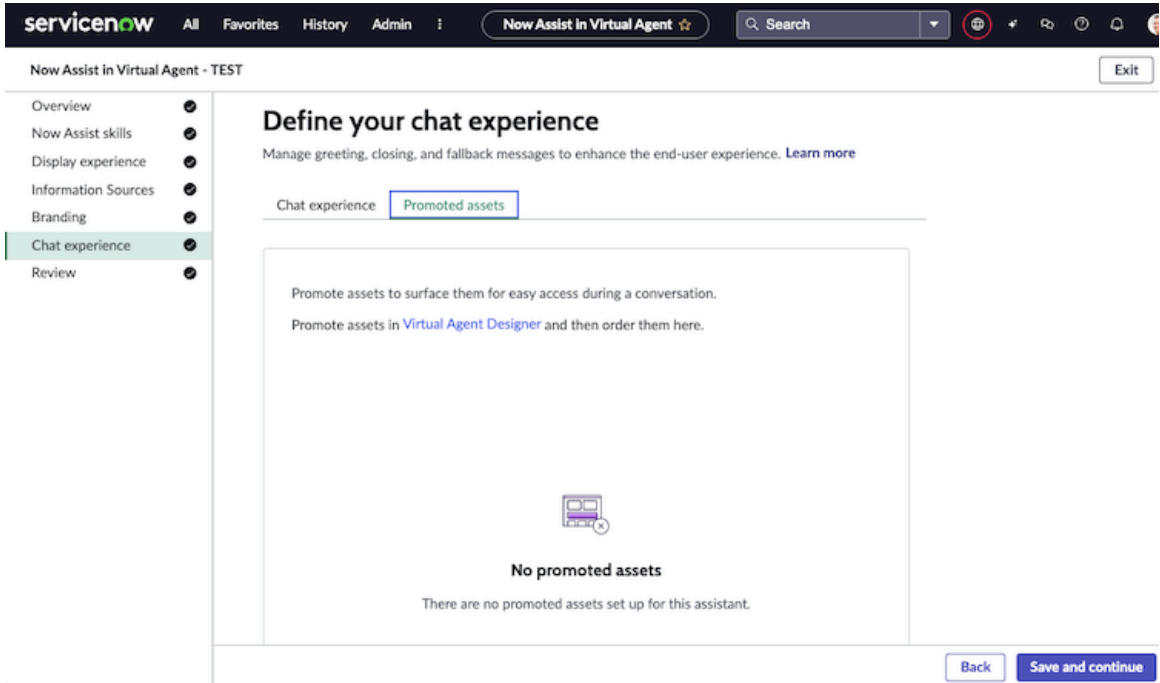 servicenow All Favorites History Admin Now Assist in Virtual Agent Search
Now Assist in Virtual Agent - TEST Exit
Overview
Now Assist skills
Display experience
Information Sources
Branding
Chat experience
Review
Define your chat experience
Manage greeting, closing, and fallback messages to enhance the end-user experience. Learn more
Chat experience Promoted assets
Promote assets to surface them for easy access during a conversation.
Promote assets in Virtual Agent Designer and then order them here.
No promoted assets
There are no promoted assets set up for this assistant.
Back Save and continue